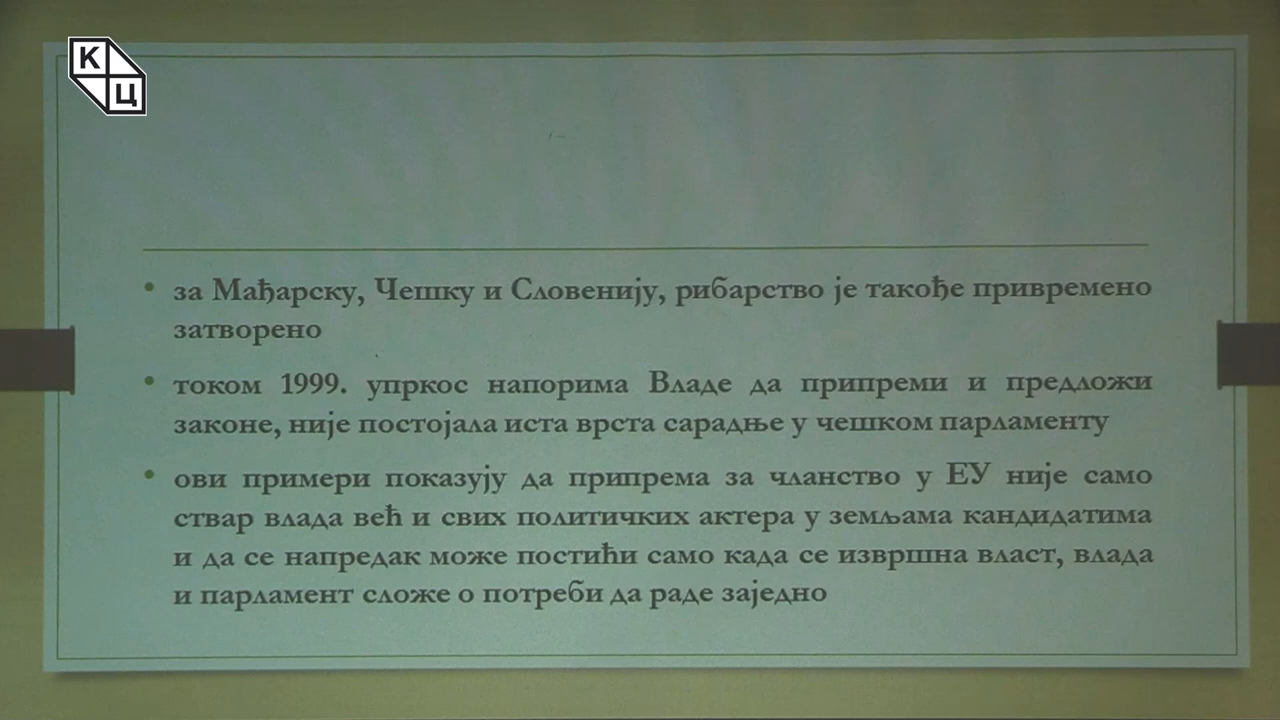 К
Ц
• за Мађарску, Чешку и Словенију, рибарство је такође привремено
затворено
• током 1999. упркос напорима Владе да припреми и предложи
законе, није постојала иста врста сарадње у чешком парламенту
• ови примери показују да припрема за чланство у ЕУ није само
ствар влада већ и свих политичких актера у земљама кандидатима
и да се напредак може постићи само када се извршна власт, влада
и парламент сложе о потреби да раде заједно